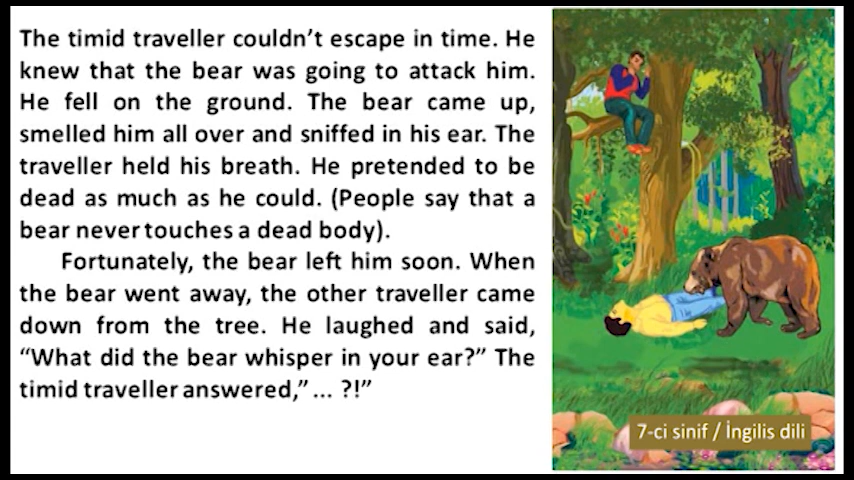 The timid traveller couldn’t escape in time. He
knew that the bear was going to attack him.
He fell on the ground. The bear came up,
smelled him all over and sniffed in his ear. The
traveller held his breath. He pretended to be
dead as much as he could. (People say that a
bear never touches a dead body).
Fortunately, the bear left him soon. When
the bear went away, the other traveller came
down from the tree. He laughed and said,
“What did the bear whisper in your ear?” The
timid traveller answered,” ... ?!”
7-ci sinif / İngilis dili